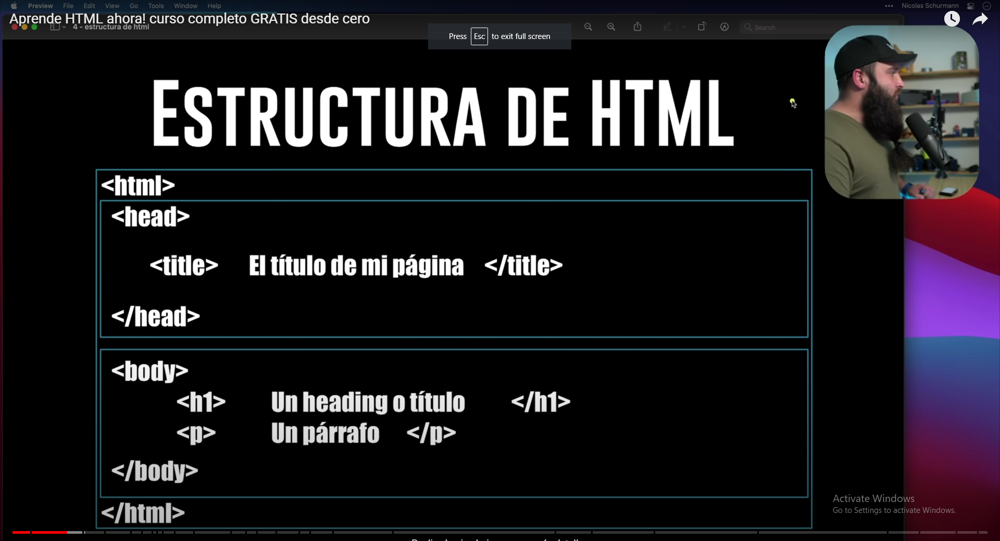 Preview File Edit View Go Tools Window Help
Nicolas Schurmann
Aprende HTML ahora! curso completo GRATIS desde cero
4 - estructura de html
Search
Press Esc to exit full screen
ESTRUCTURA DE HTML
<html>
<head>
<title> El título de mi página </title>
</head>
<body>
<h1> Un heading o título </h1>
<p> Un párrafo </p>
</body>
</html>
Activate Windows
Go to Settings to activate Windows.